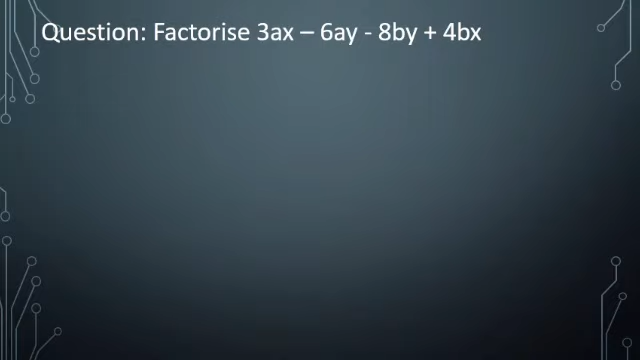 Question: Factorise 3ax – 6ay - 8by + 4bx